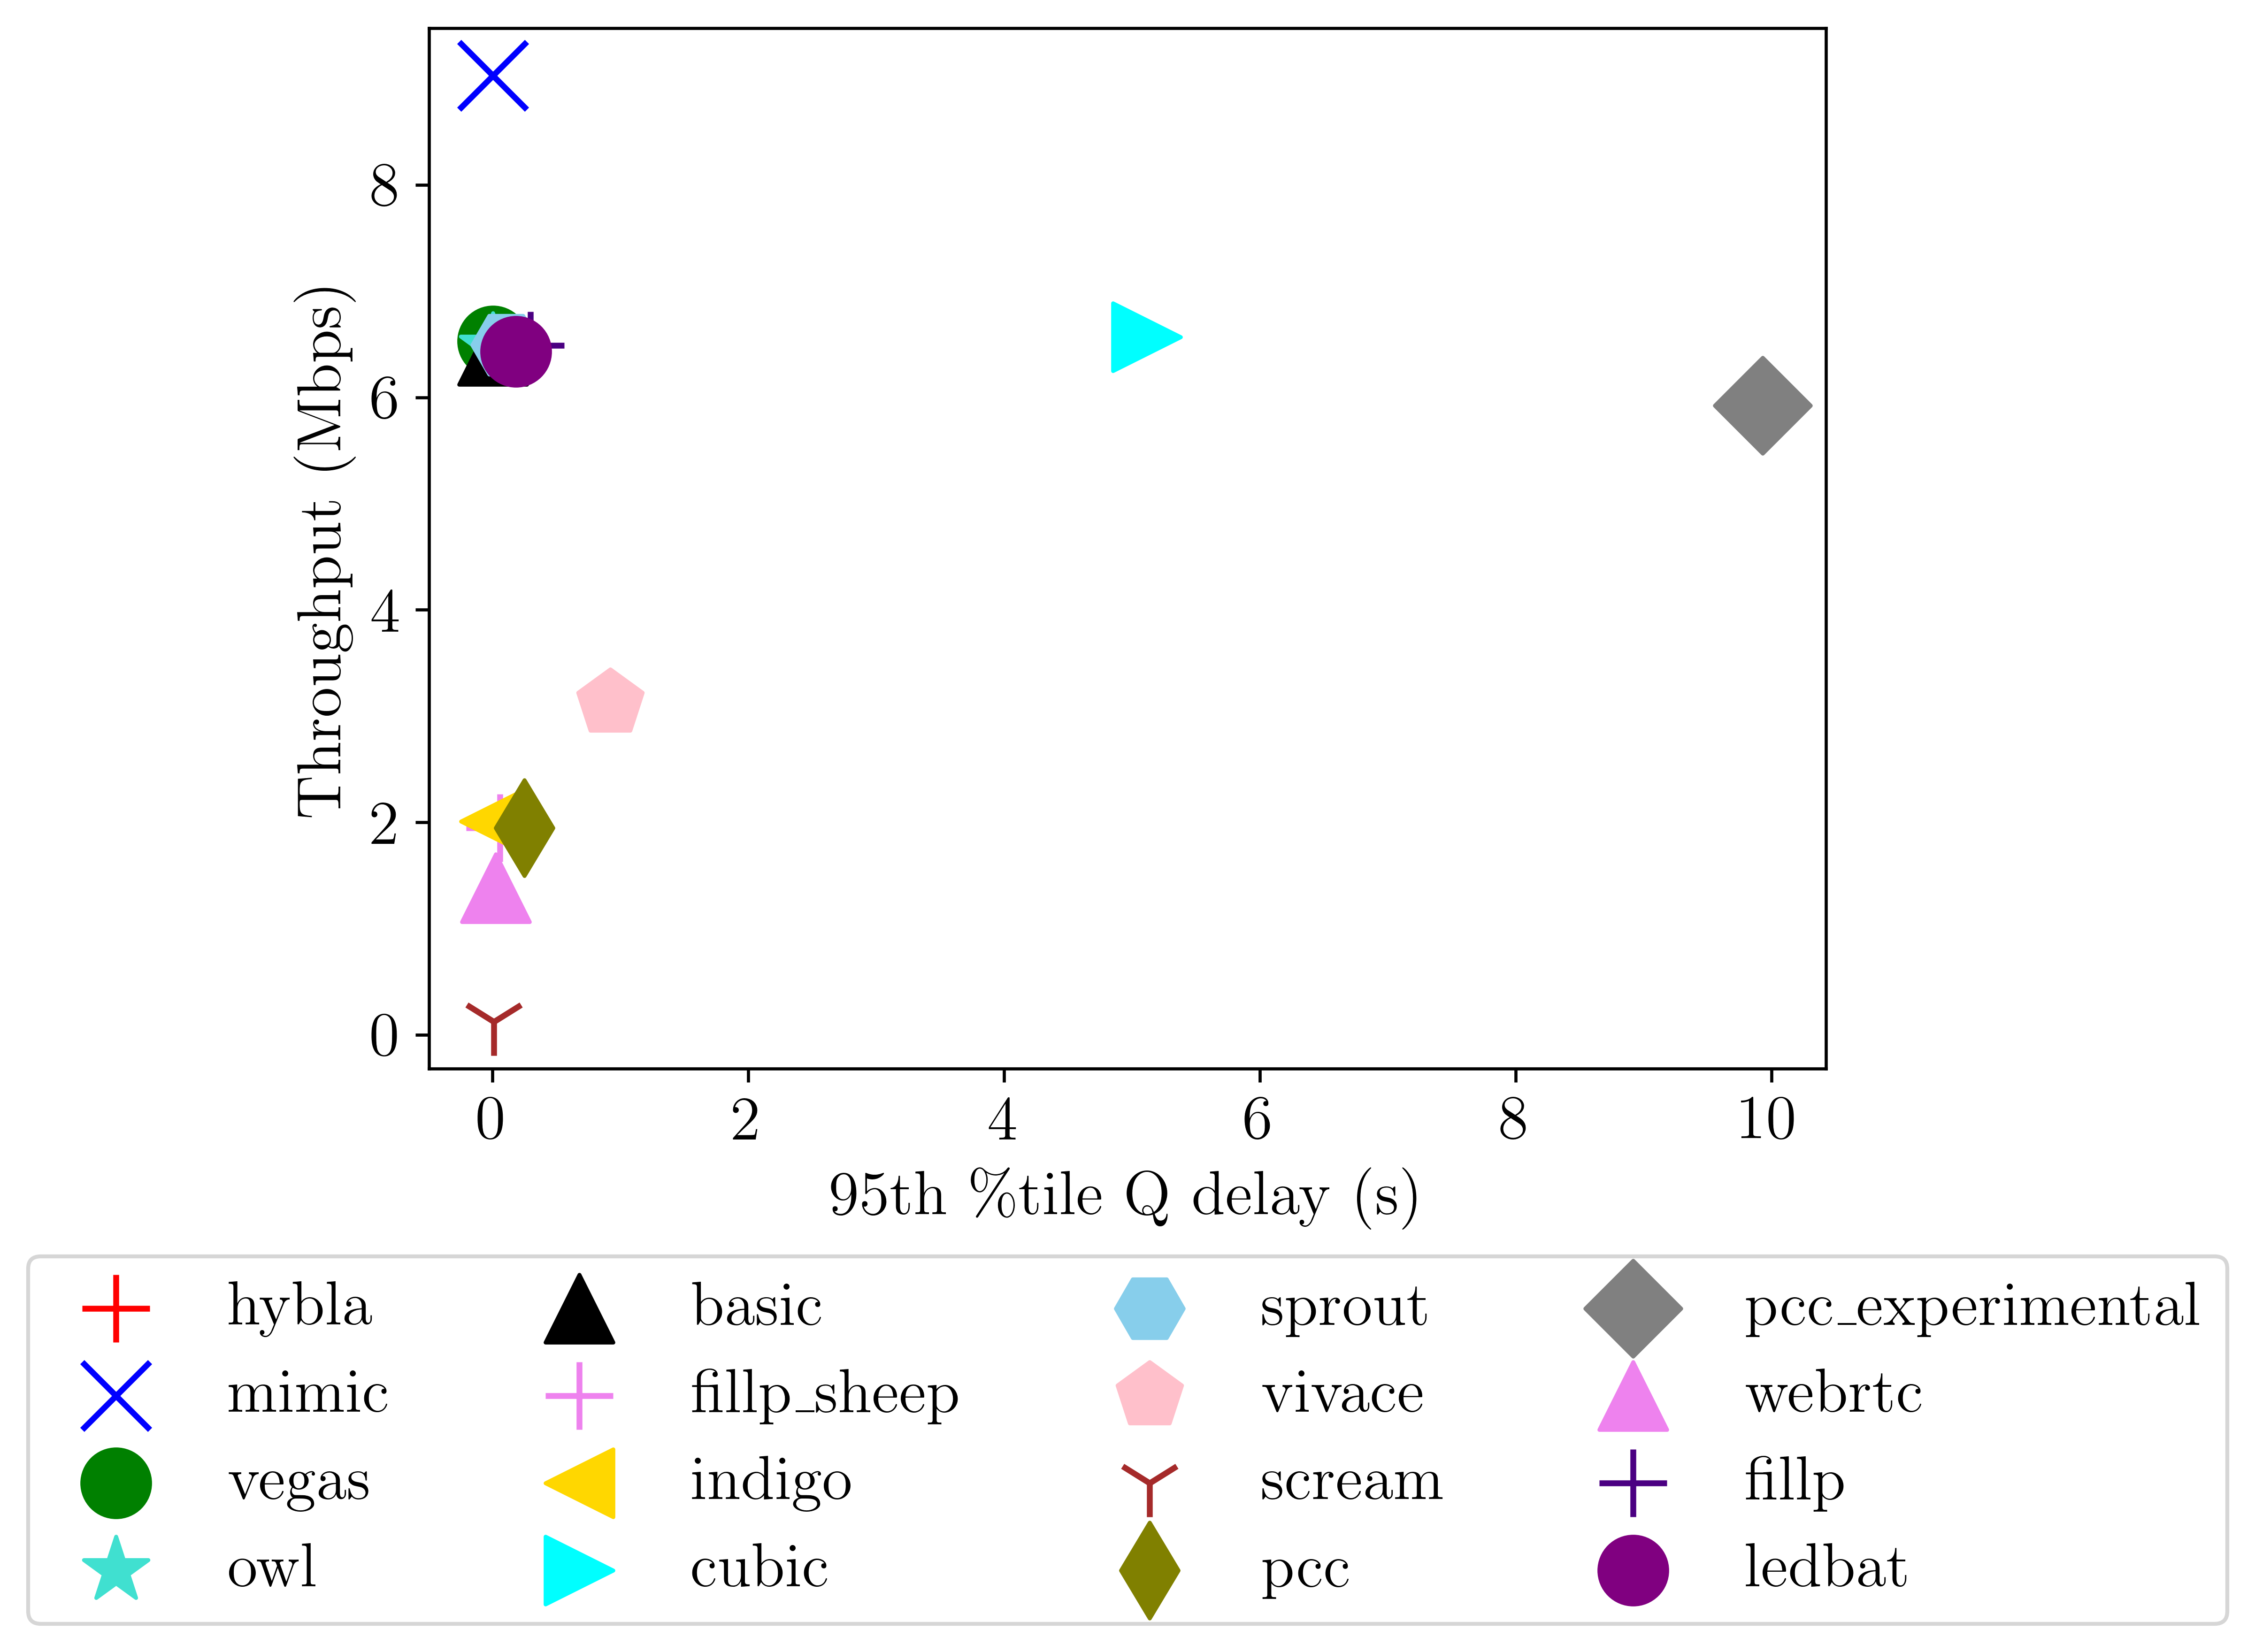 Throughput (Mbps)
8
6
4
2
0
0 2 4 6 8 10
95th %tile Q delay (s)
hybla basic sprout pcc_experimental
mimic fillp_sheep vivace webrtc
vegas indigo scream fillp
owl cubic pcc ledbat